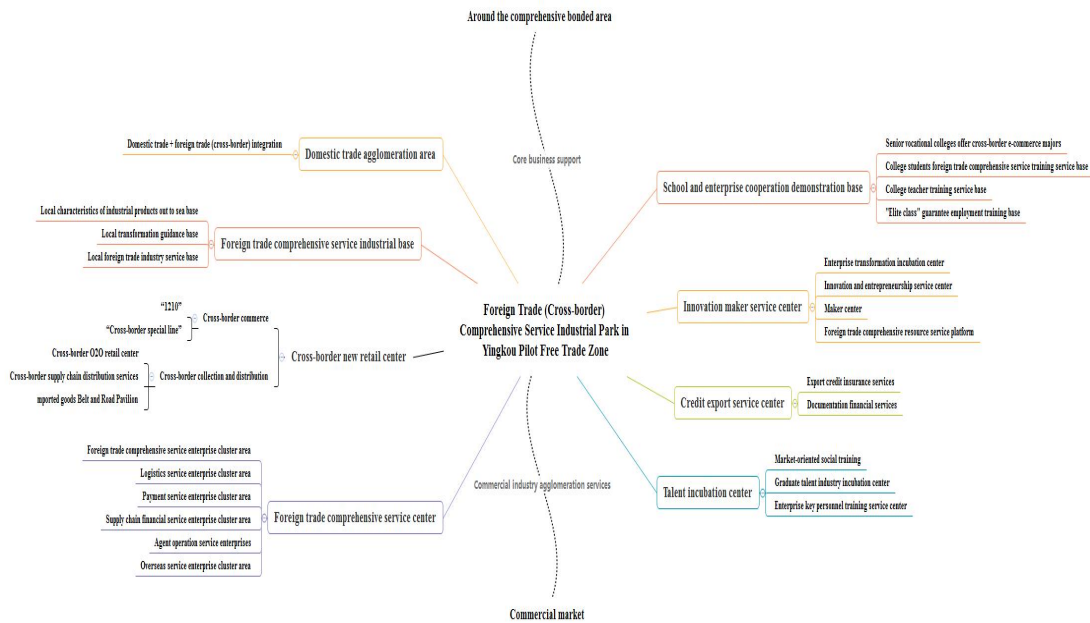 Around the comprehensive bonded area
Core business support
Domestic trade + foreign trade (cross-border) integration
Domestic trade agglomeration area
Local characteristics of industrial products out to sea base
Local transformation guidance base
Local foreign trade industry service base
Foreign trade comprehensive service industrial base
“1210”
“Cross-border special line”
Cross-border commerce
Cross-border O2O retail center
Cross-border supply chain distribution services
mported goods Belt and Road Pavilion
Cross-border collection and distribution
Cross-border new retail center
Foreign trade comprehensive service enterprise cluster area
Logistics service enterprise cluster area
Payment service enterprise cluster area
Supply chain financial service enterprise cluster area
Agent operation service enterprises
Overseas service enterprise cluster area
Foreign trade comprehensive service center
Foreign Trade (Cross-border)
Comprehensive Service Industrial Park in
Yingkou Pilot Free Trade Zone
School and enterprise cooperation demonstration base
Senior vocational colleges offer cross-border e-commerce majors
College students foreign trade comprehensive service training service base
College teacher training service base
"Elite class" guarantee employment training base
Innovation maker service center
Enterprise transformation incubation center
Innovation and entrepreneurship service center
Maker center
Foreign trade comprehensive resource service platform
Credit export service center
Export credit insurance services
Documentation financial services
Talent incubation center
Market-oriented social training
Graduate talent industry incubation center
Enterprise key personnel training service center
Commercial industry agglomeration services
Commercial market